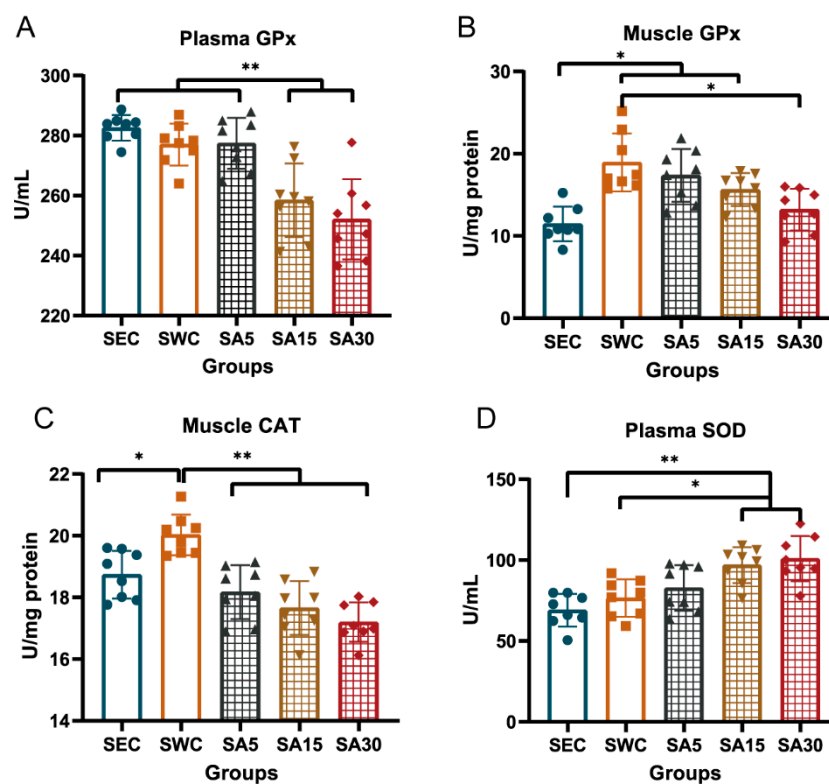 A
Plasma GPx
**
300
280
260
240
220
U/mL
SEC SWC SA5 SA15 SA30
Groups
B
Muscle GPx
*
*
30
20
10
0
U/mg protein
SEC SWC SA5 SA15 SA30
Groups
C
Muscle CAT
*
**
22
20
18
16
14
U/mg protein
SEC SWC SA5 SA15 SA30
Groups
D
Plasma SOD
**
*
150
100
50
0
U/mL
SEC SWC SA5 SA15 SA30
Groups